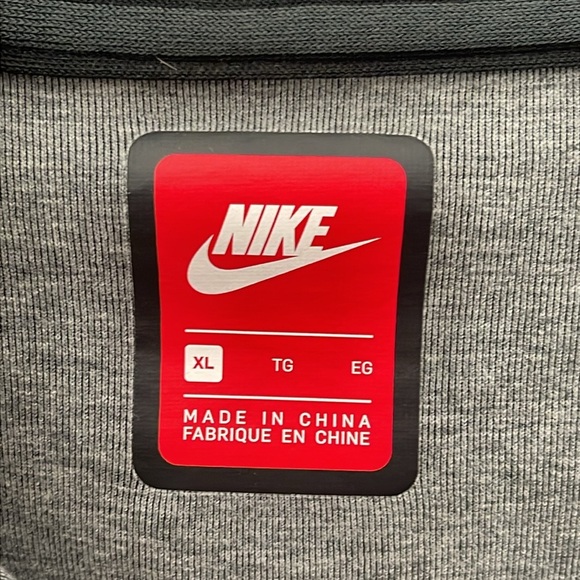 NIKE
XL TG EG
MADE IN CHINA
FABRIQUE EN CHINE